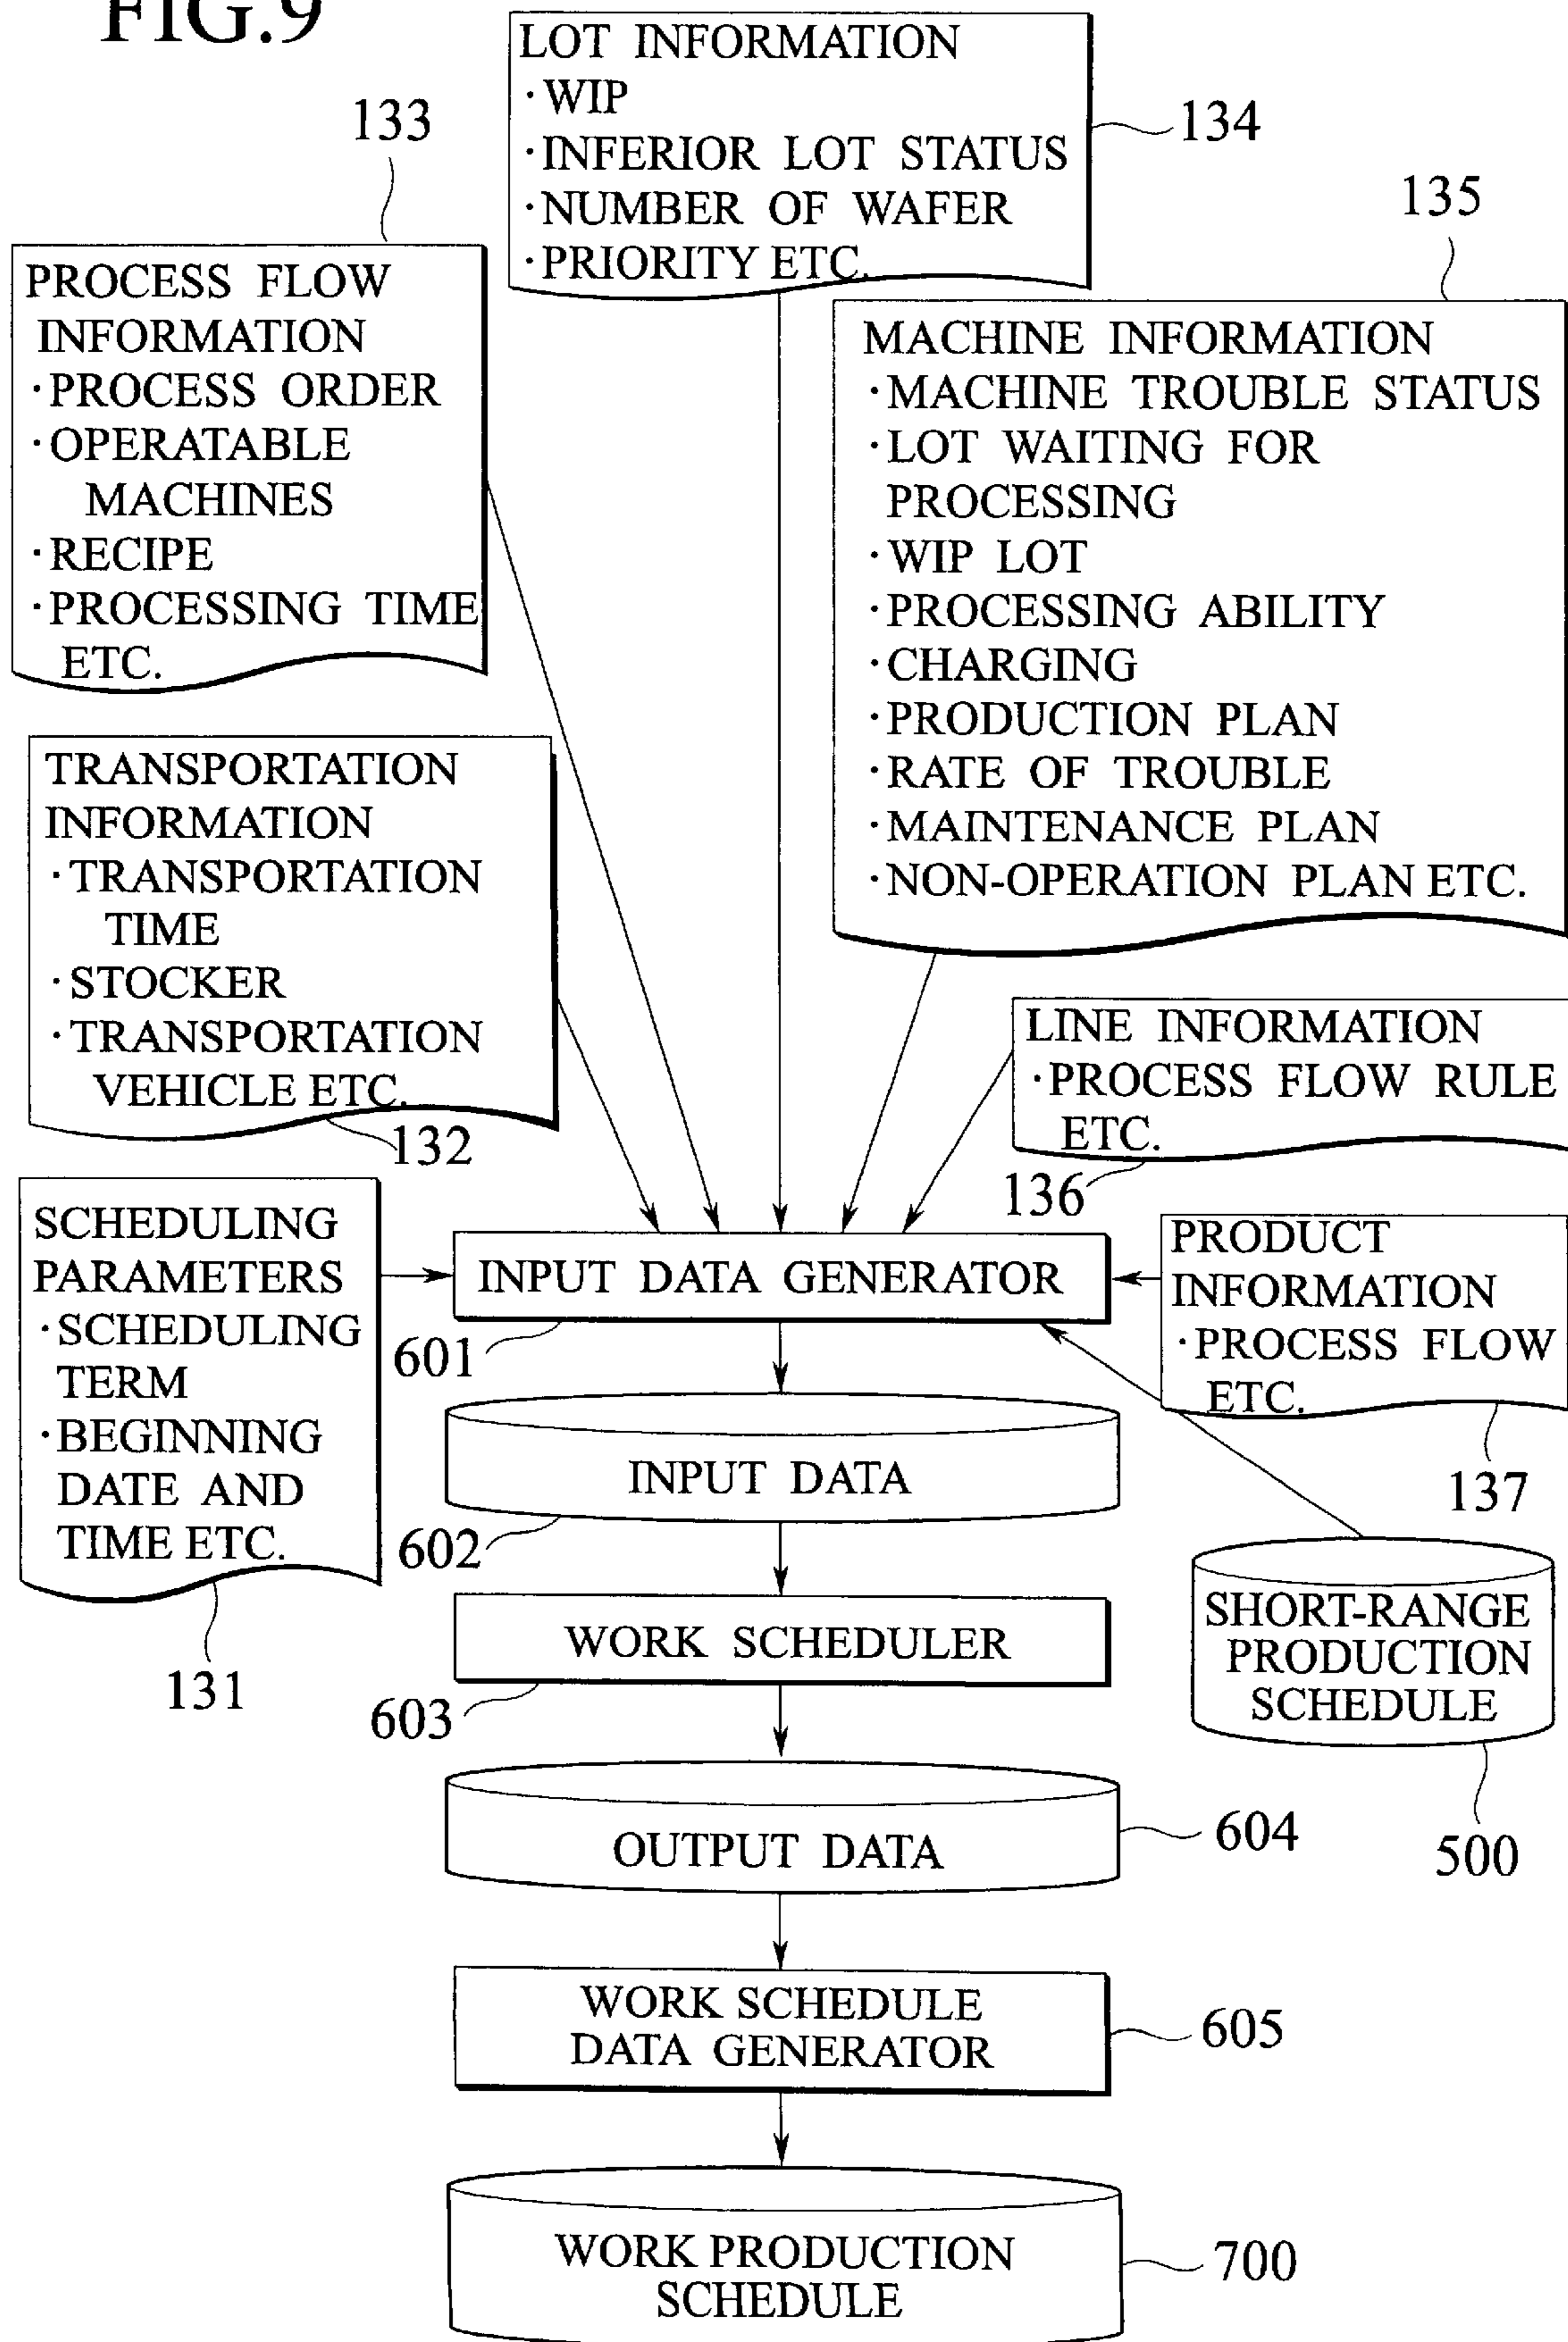 FIG.9
LOT INFORMATION
·WIP
·INFERIOR LOT STATUS
·NUMBER OF WAFER
·PRIORITY ETC.
134
133
PROCESS FLOW
INFORMATION
·PROCESS ORDER
·OPERATABLE
MACHINES
·RECIPE
·PROCESSING TIME
ETC.
135
MACHINE INFORMATION
·MACHINE TROUBLE STATUS
·LOT WAITING FOR
PROCESSING
·WIP LOT
·PROCESSING ABILITY
·CHARGING
·PRODUCTION PLAN
·RATE OF TROUBLE
·MAINTENANCE PLAN
·NON-OPERATION PLAN ETC.
TRANSPORTATION
INFORMATION
·TRANSPORTATION
TIME
·STOCKER
·TRANSPORTATION
VEHICLE ETC.
132
LINE INFORMATION
·PROCESS FLOW RULE
ETC.
136
SCHEDULING
PARAMETERS
·SCHEDULING
TERM
·BEGINNING
DATE AND
TIME ETC.
131
INPUT DATA GENERATOR
601
PRODUCT
INFORMATION
·PROCESS FLOW
ETC.
137
INPUT DATA
602
SHORT-RANGE
PRODUCTION
SCHEDULE
500
WORK SCHEDULER
603
OUTPUT DATA
604
WORK SCHEDULE
DATA GENERATOR
605
WORK PRODUCTION
SCHEDULE
700